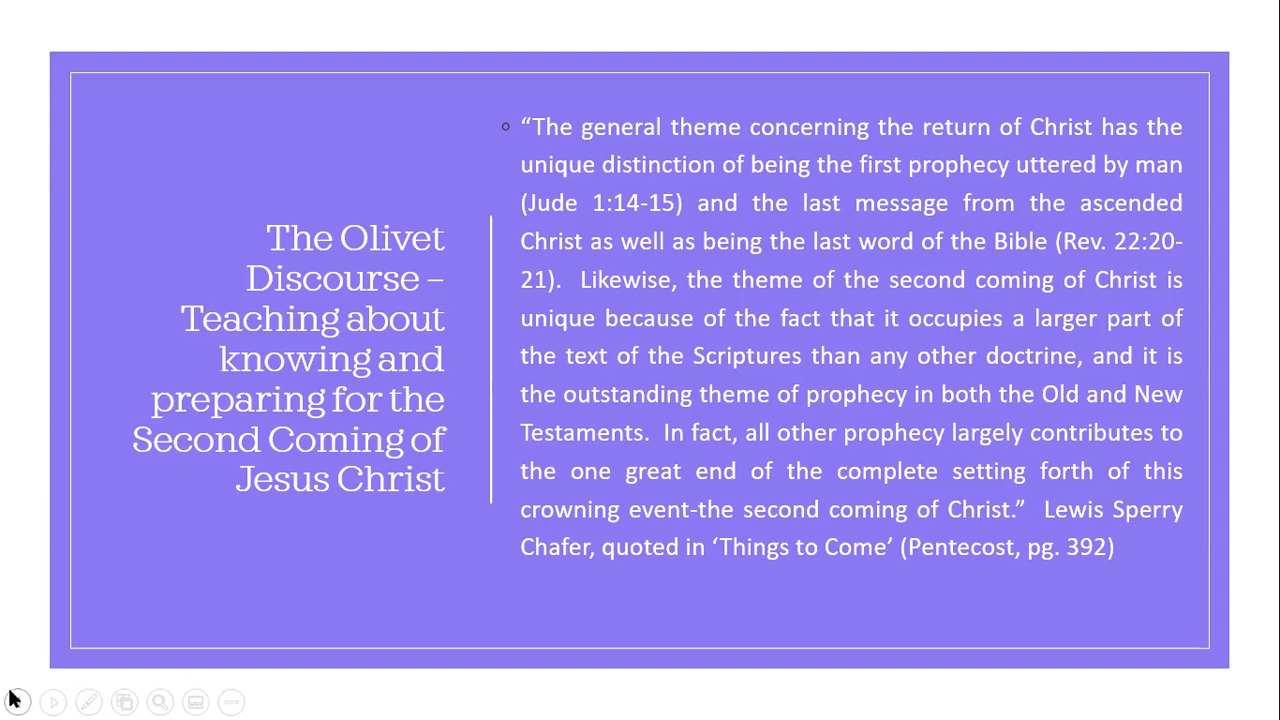 The Olivet
Discourse –
Teaching about
knowing and
preparing for the
Second Coming of
Jesus Christ
“The general theme concerning the return of Christ has the
unique distinction of being the first prophecy uttered by man
(Jude 1:14-15) and the last message from the ascended
Christ as well as being the last word of the Bible (Rev. 22:20-
21).  Likewise, the theme of the second coming of Christ is
unique because of the fact that it occupies a larger part of
the text of the Scriptures than any other doctrine, and it is
the outstanding theme of prophecy in both the Old and New
Testaments.  In fact, all other prophecy largely contributes to
the one great end of the complete setting forth of this
crowning event-the second coming of Christ.”  Lewis Sperry
Chafer, quoted in ‘Things to Come’ (Pentecost, pg. 392)